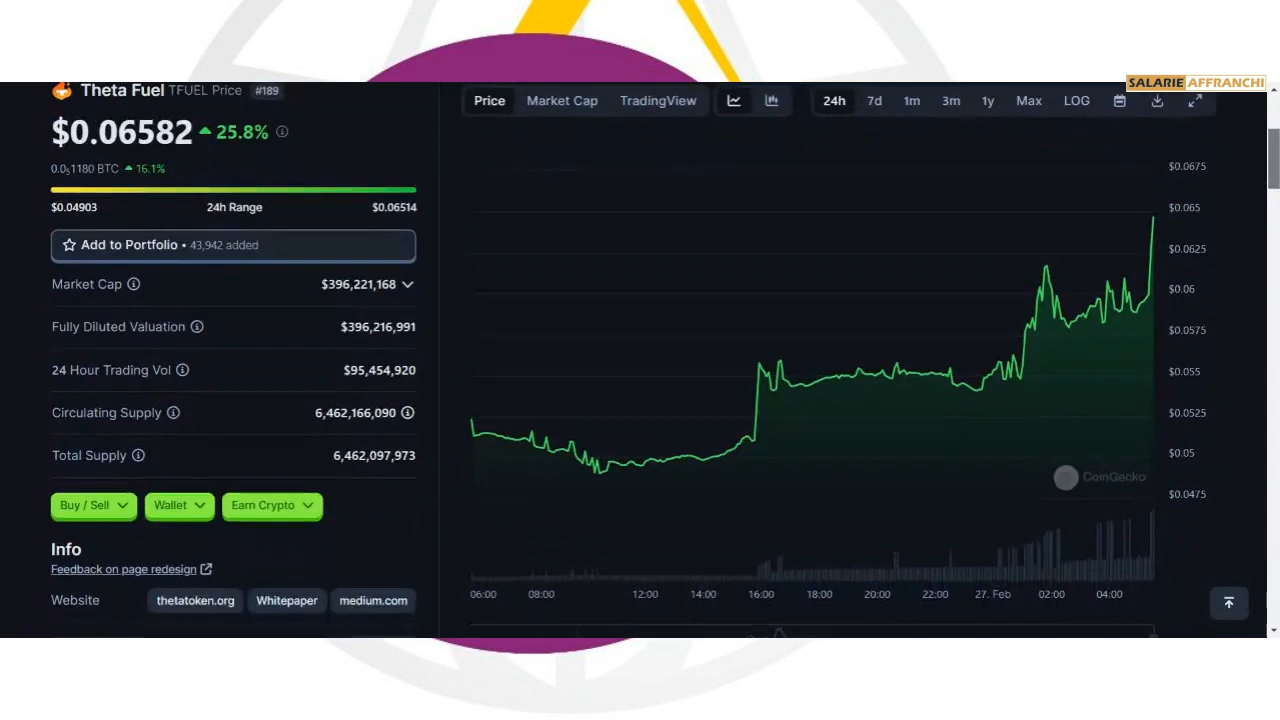 SALARIE AFFRANCHI
Theta Fuel TFUEL Price #189
$0.06582 25.8%
0.0₅1180 BTC 16.1%
$0.04903 24h Range $0.06514
Add to Portfolio • 43,942 added
Market Cap $396,221,168
Fully Diluted Valuation $396,216,991
24 Hour Trading Vol $95,454,920
Circulating Supply 6,462,166,090
Total Supply 6,462,097,973
Buy / Sell Wallet Earn Crypto
Info
Feedback on page redesign
Website thetatoken.org Whitepaper medium.com
Price Market Cap TradingView 24h 7d 1m 3m 1y Max LOG
$0.0675
$0.065
$0.0625
$0.06
$0.0575
$0.055
$0.0525
$0.05
$0.0475
CoinGecko
06:00 08:00 12:00 14:00 16:00 18:00 20:00 22:00 27. Feb 02:00 04:00